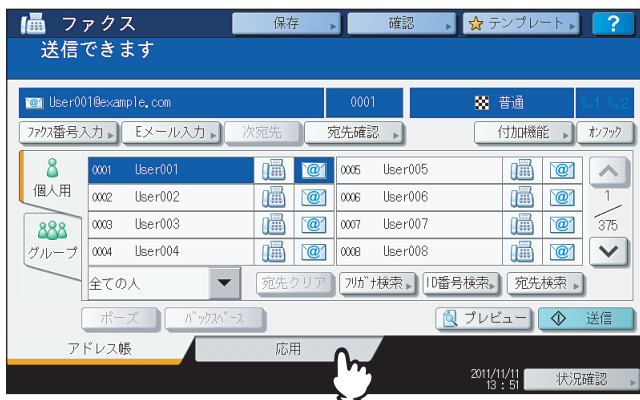 ファクス 保存 確認 テンプレート ?
送信できます
User001@example.com 0001 普通 1 2
ファクス番号入力 Eメール入力 次宛先 宛先確認 付加機能 オンフック
個人用
グループ
0001 User001
0002 User002
0003 User003
0004 User004
0005 User005
0006 User006
0007 User007
0008 User008
1
375
全ての人 宛先クリア フリガナ検索 ID番号検索 宛先検索
ポーズ バックスペース プレビュー 送信
アドレス帳 応用
2011/11/11
13:51
状況確認